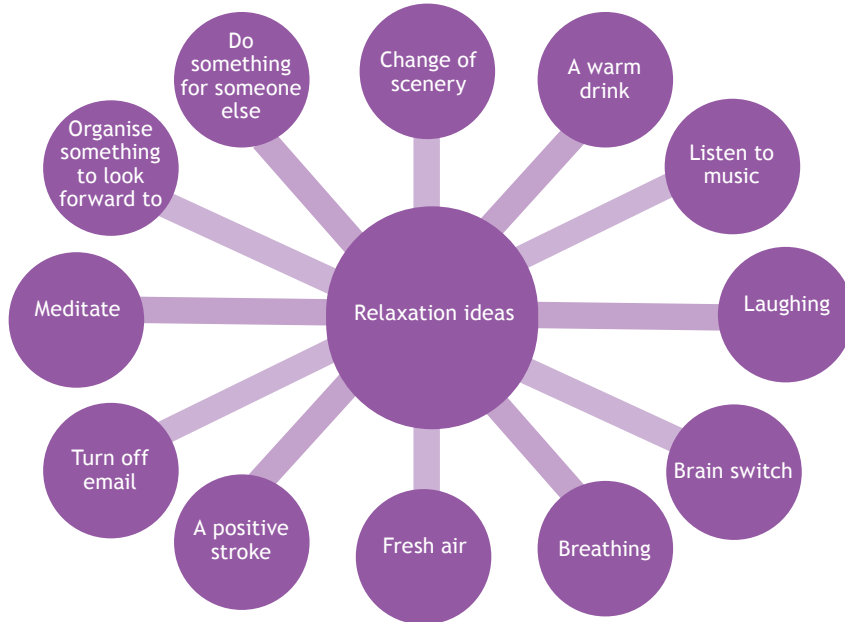 Do
something
for someone
else
Change of
scenery
A warm
drink
Organise
something
to look
forward to
Listen to
music
Meditate
Relaxation ideas
Laughing
Turn off
email
Brain switch
A positive
stroke
Fresh air
Breathing